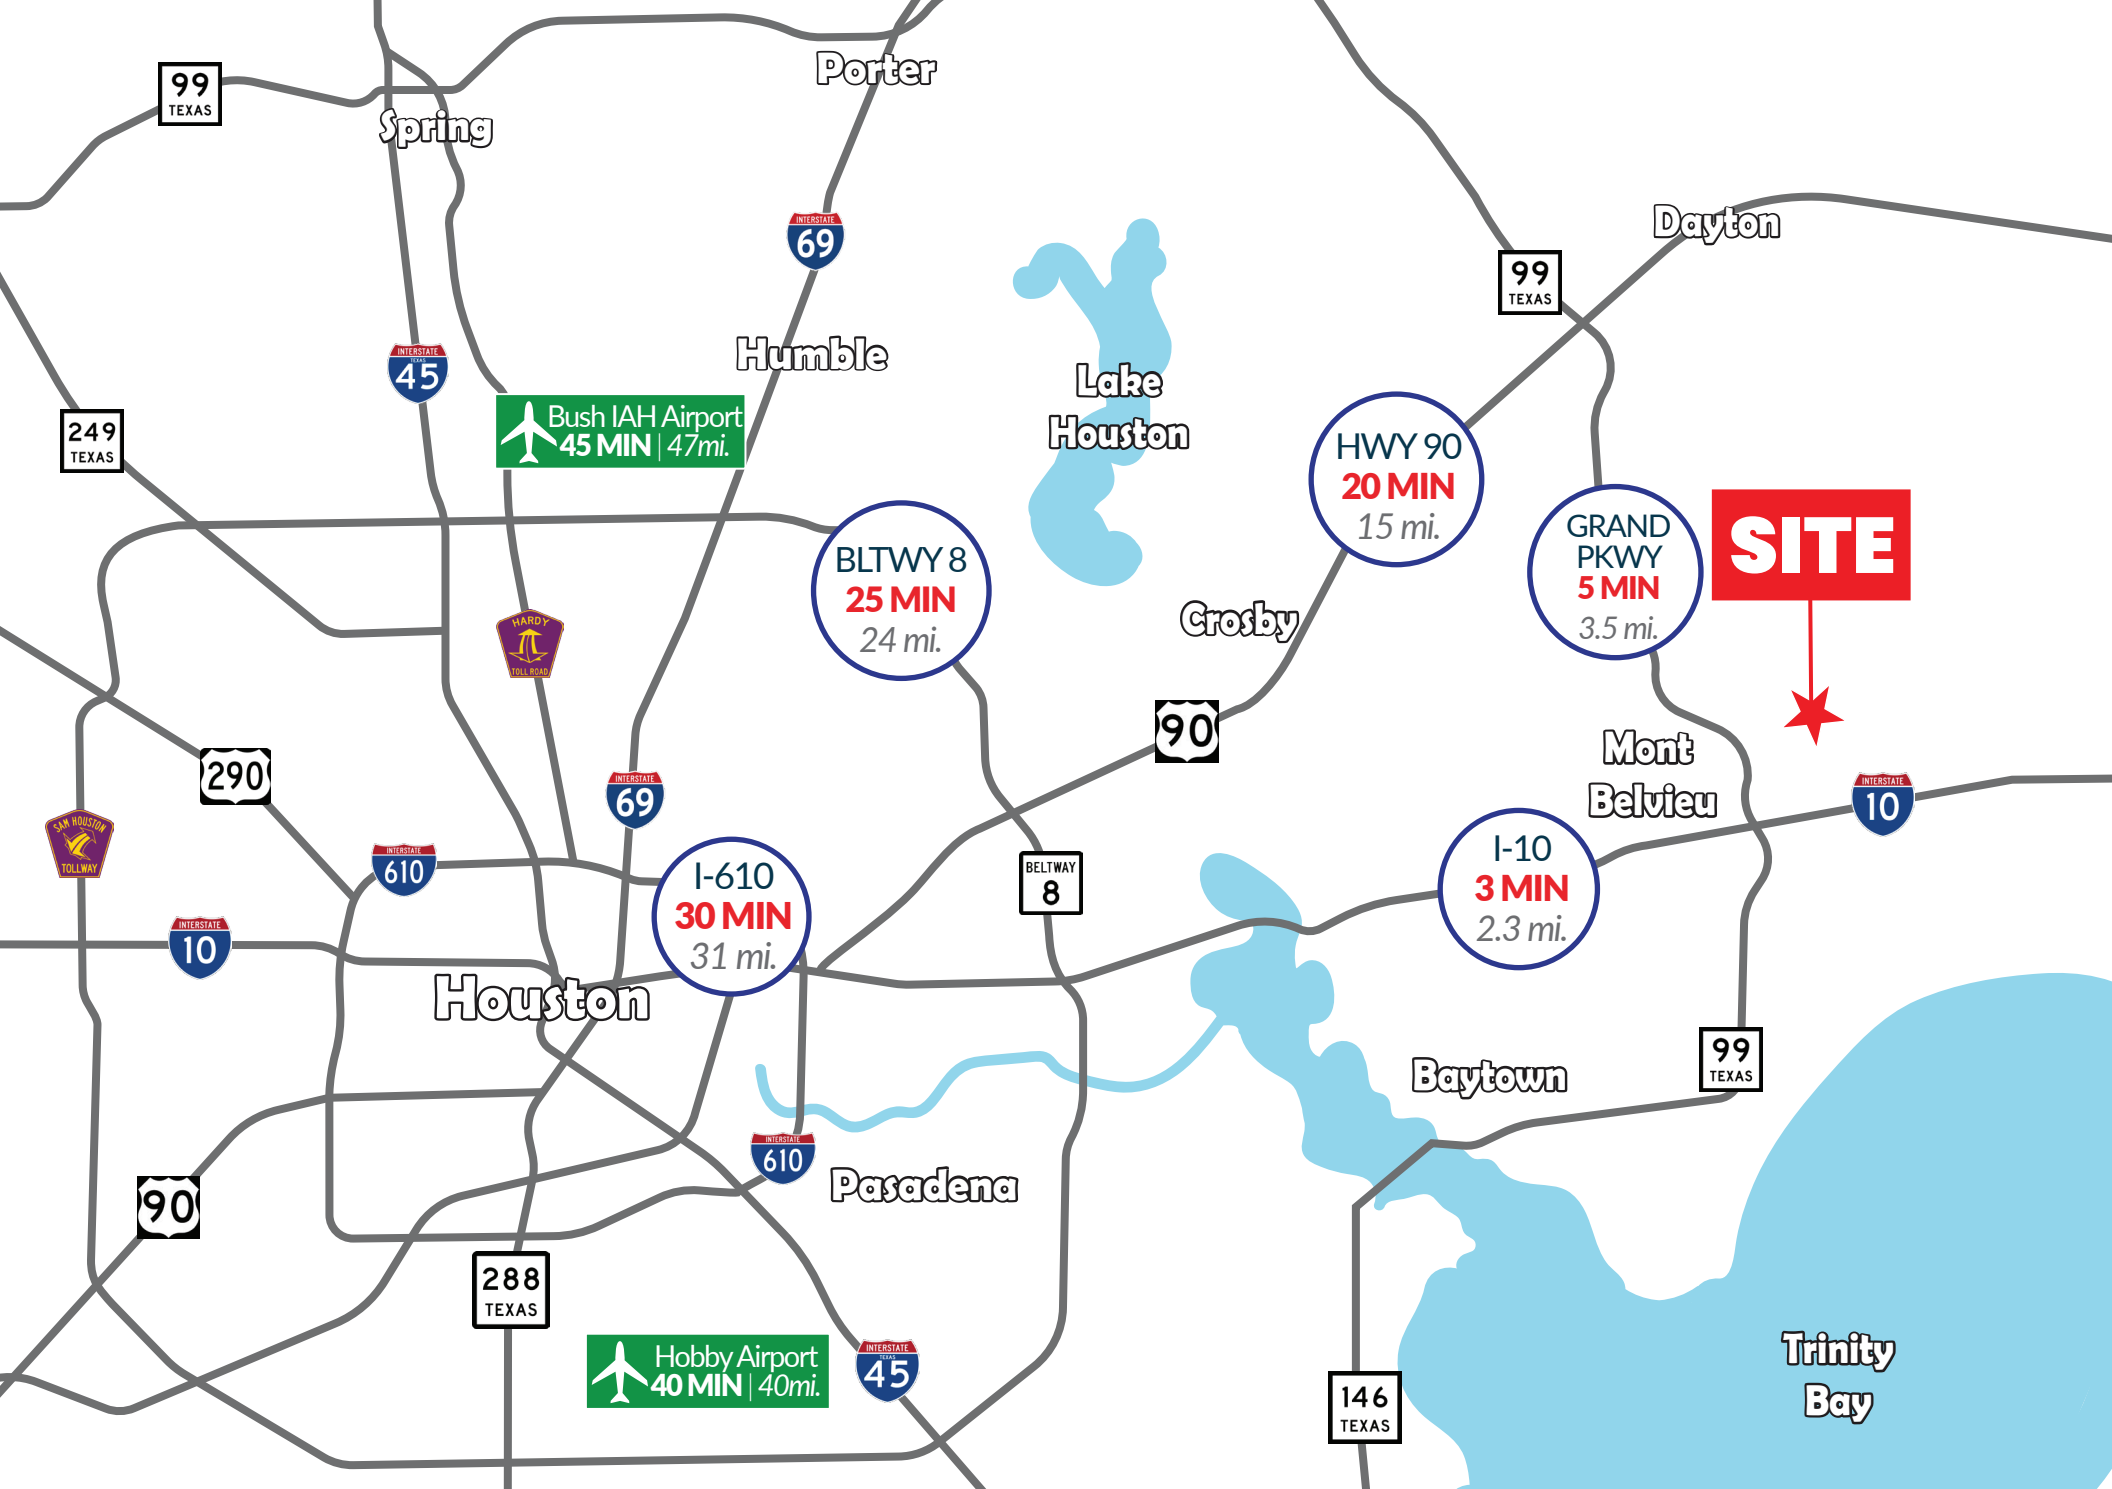 Porter
99
TEXAS
Spring
INTERSTATE
69
Dayton
99
TEXAS
INTERSTATE
TEXAS
45
Humble
Lake
Houston
Bush IAH Airport
45 MIN | 47mi.
249
TEXAS
HWY 90
20 MIN
15 mi.
GRAND
PKWY
5 MIN
3.5 mi.
SITE
BLTWY 8
25 MIN
24 mi.
HARDY
TOLL ROAD
Crosby
90
Mont
Belvieu
290
INTERSTATE
69
INTERSTATE
10
SAM HOUSTON
TOLLWAY
INTERSTATE
610
I-610
30 MIN
31 mi.
BELTWAY
8
I-10
3 MIN
2.3 mi.
INTERSTATE
10
Houston
99
TEXAS
Baytown
INTERSTATE
610
Pasadena
90
288
TEXAS
Hobby Airport
40 MIN | 40mi.
INTERSTATE
TEXAS
45
146
TEXAS
Trinity
Bay